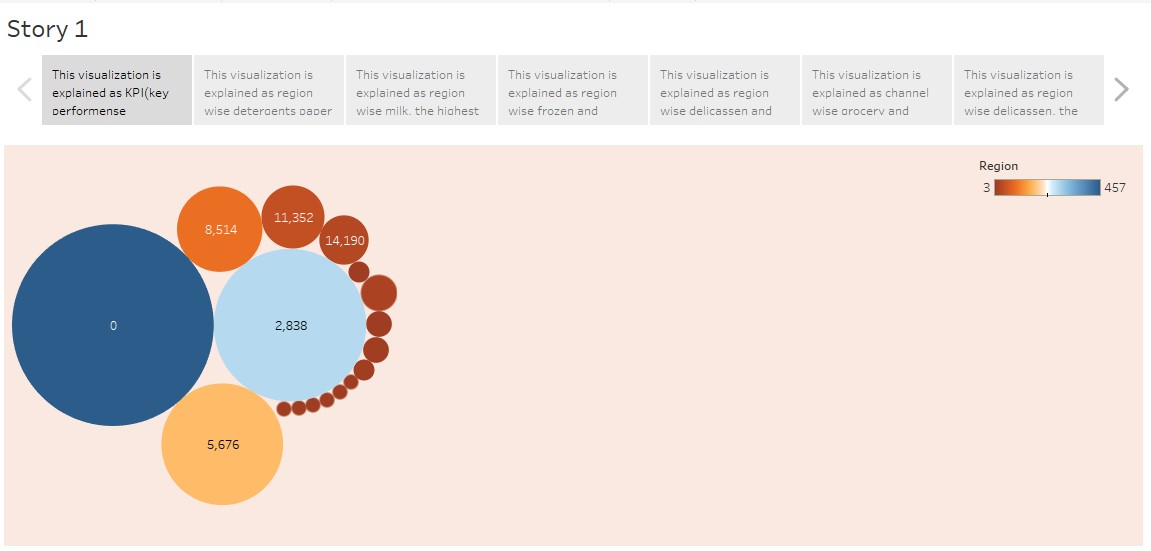 Story 1
This visualization is
explained as KPI(key
performense
This visualization is
explained as region
wise detergents paper
This visualization is
explained as region
wise milk, the highest
This visualization is
explained as region
wise frozen and
This visualization is
explained as region
wise delicassen and
This visualization is
explained as channel
wise grocery and
This visualization is
explained as region
wise delicassen, the
Region
3 457
8,514
11,352
14,190
0
2,838
5,676